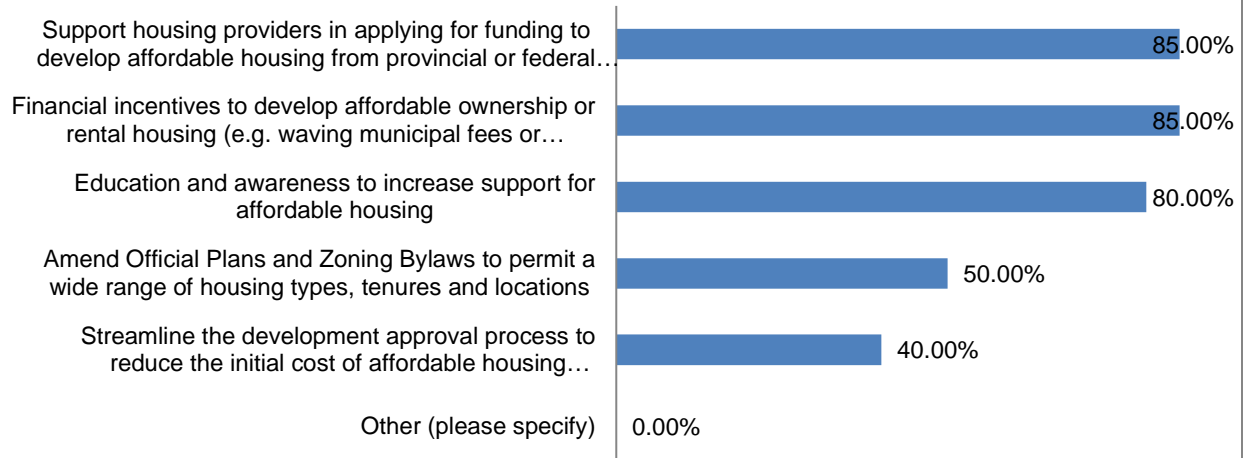 Support housing providers in applying for funding to
develop affordable housing from provincial or federal…
85.00%
Financial incentives to develop affordable ownership or
rental housing (e.g. waving municipal fees or…
85.00%
Education and awareness to increase support for
affordable housing
80.00%
Amend Official Plans and Zoning Bylaws to permit a
wide range of housing types, tenures and locations
50.00%
Streamline the development approval process to
reduce the initial cost of affordable housing…
40.00%
Other (please specify)
0.00%